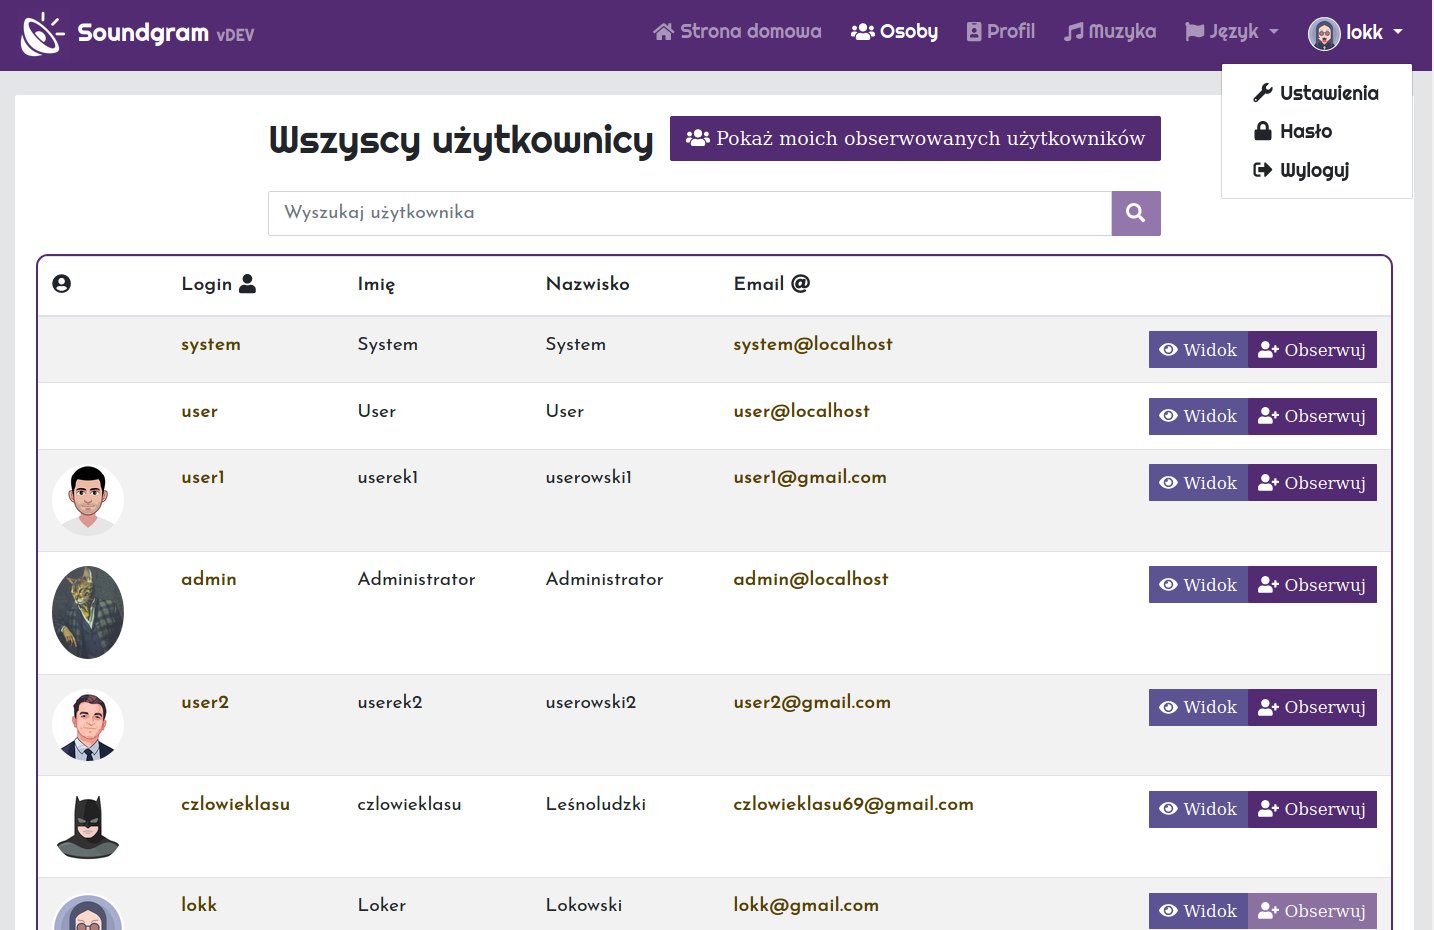 Soundgram vDEV Strona domowa Osoby Profil Muzyka Język lokk
Ustawienia
Hasło
Wyloguj
Wszyscy użytkownicy Pokaż moich obserwowanych użytkowników
Wyszukaj użytkownika
Login Imię Nazwisko Email @
system System System system@localhost Widok Obserwuj
user User User user@localhost Widok Obserwuj
user1 userek1 userowski1 user1@gmail.com Widok Obserwuj
admin Administrator Administrator admin@localhost Widok Obserwuj
user2 userek2 userowski2 user2@gmail.com Widok Obserwuj
czlowieklasu czlowieklasu Leśnoludzki czlowieklasu69@gmail.com Widok Obserwuj
lokk Loker Lokowski lokk@gmail.com Widok Obserwuj